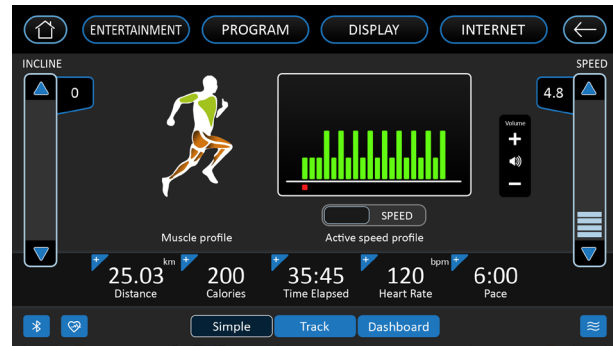 ENTERTAINMENT
PROGRAM
DISPLAY
INTERNET
INCLINE
SPEED
0
4.8
Volume
SPEED
Muscle profile
Active speed profile
km
bpm
25.03
200
35:45
120
6:00
Distance
Calories
Time Elapsed
Heart Rate
Pace
Simple
Track
Dashboard